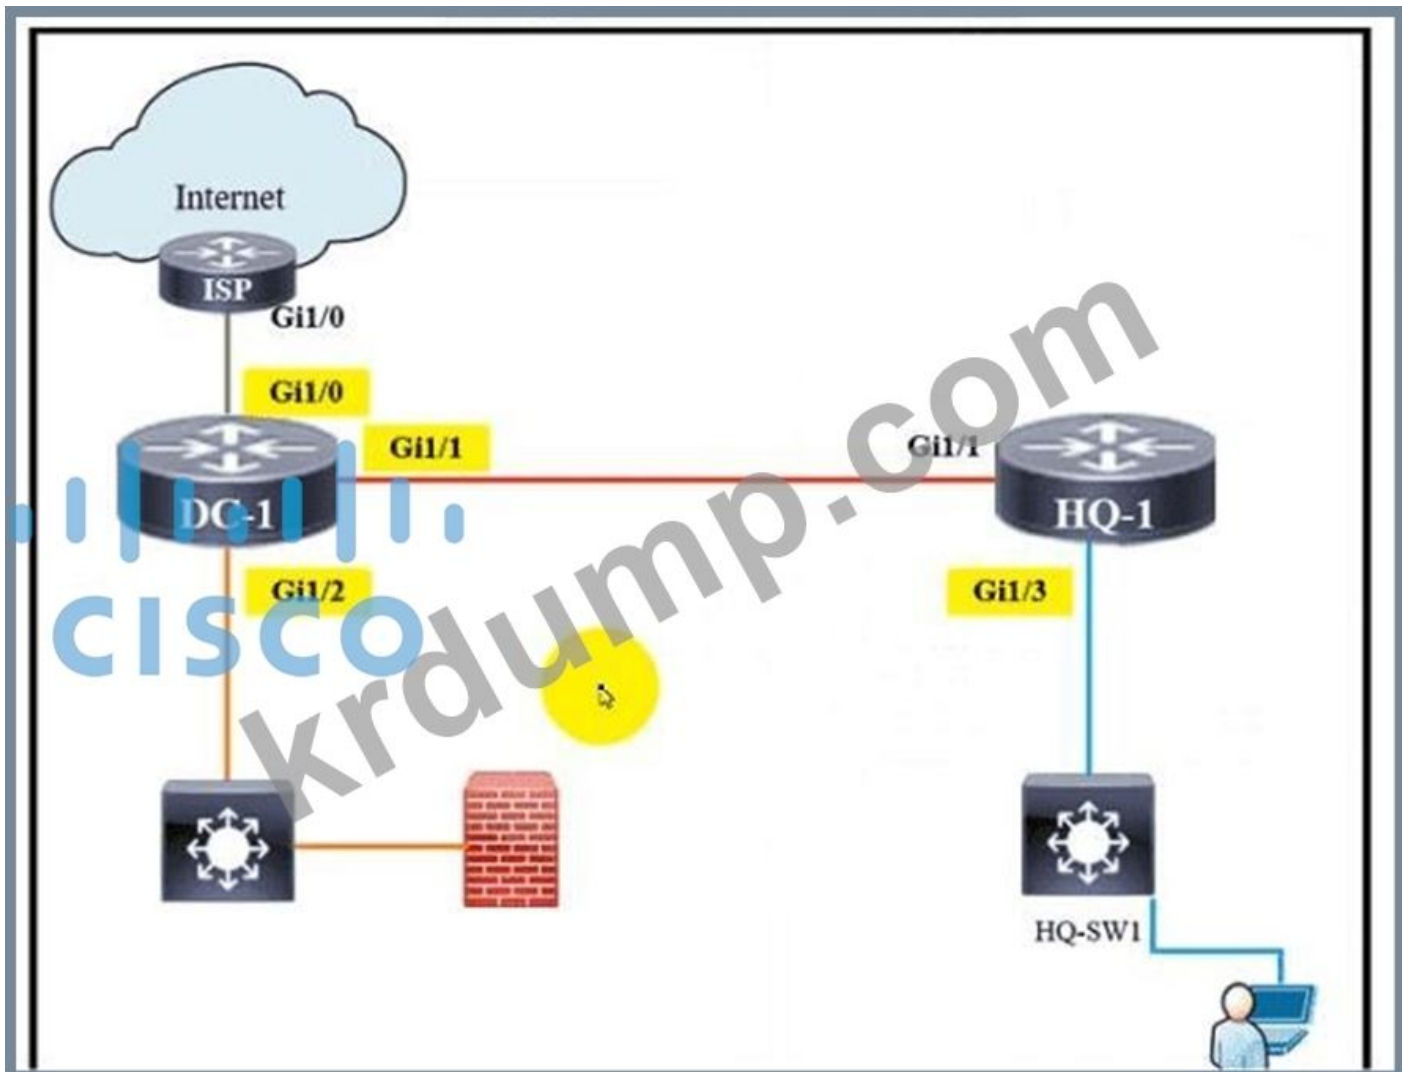 Internet
ISP
Gi1/0
Gi1/0
Gi1/1
Gi1/1
DC-1
HQ-1
Gi1/2
Gi1/3
CISCO
krdump.com
HQ-SW1